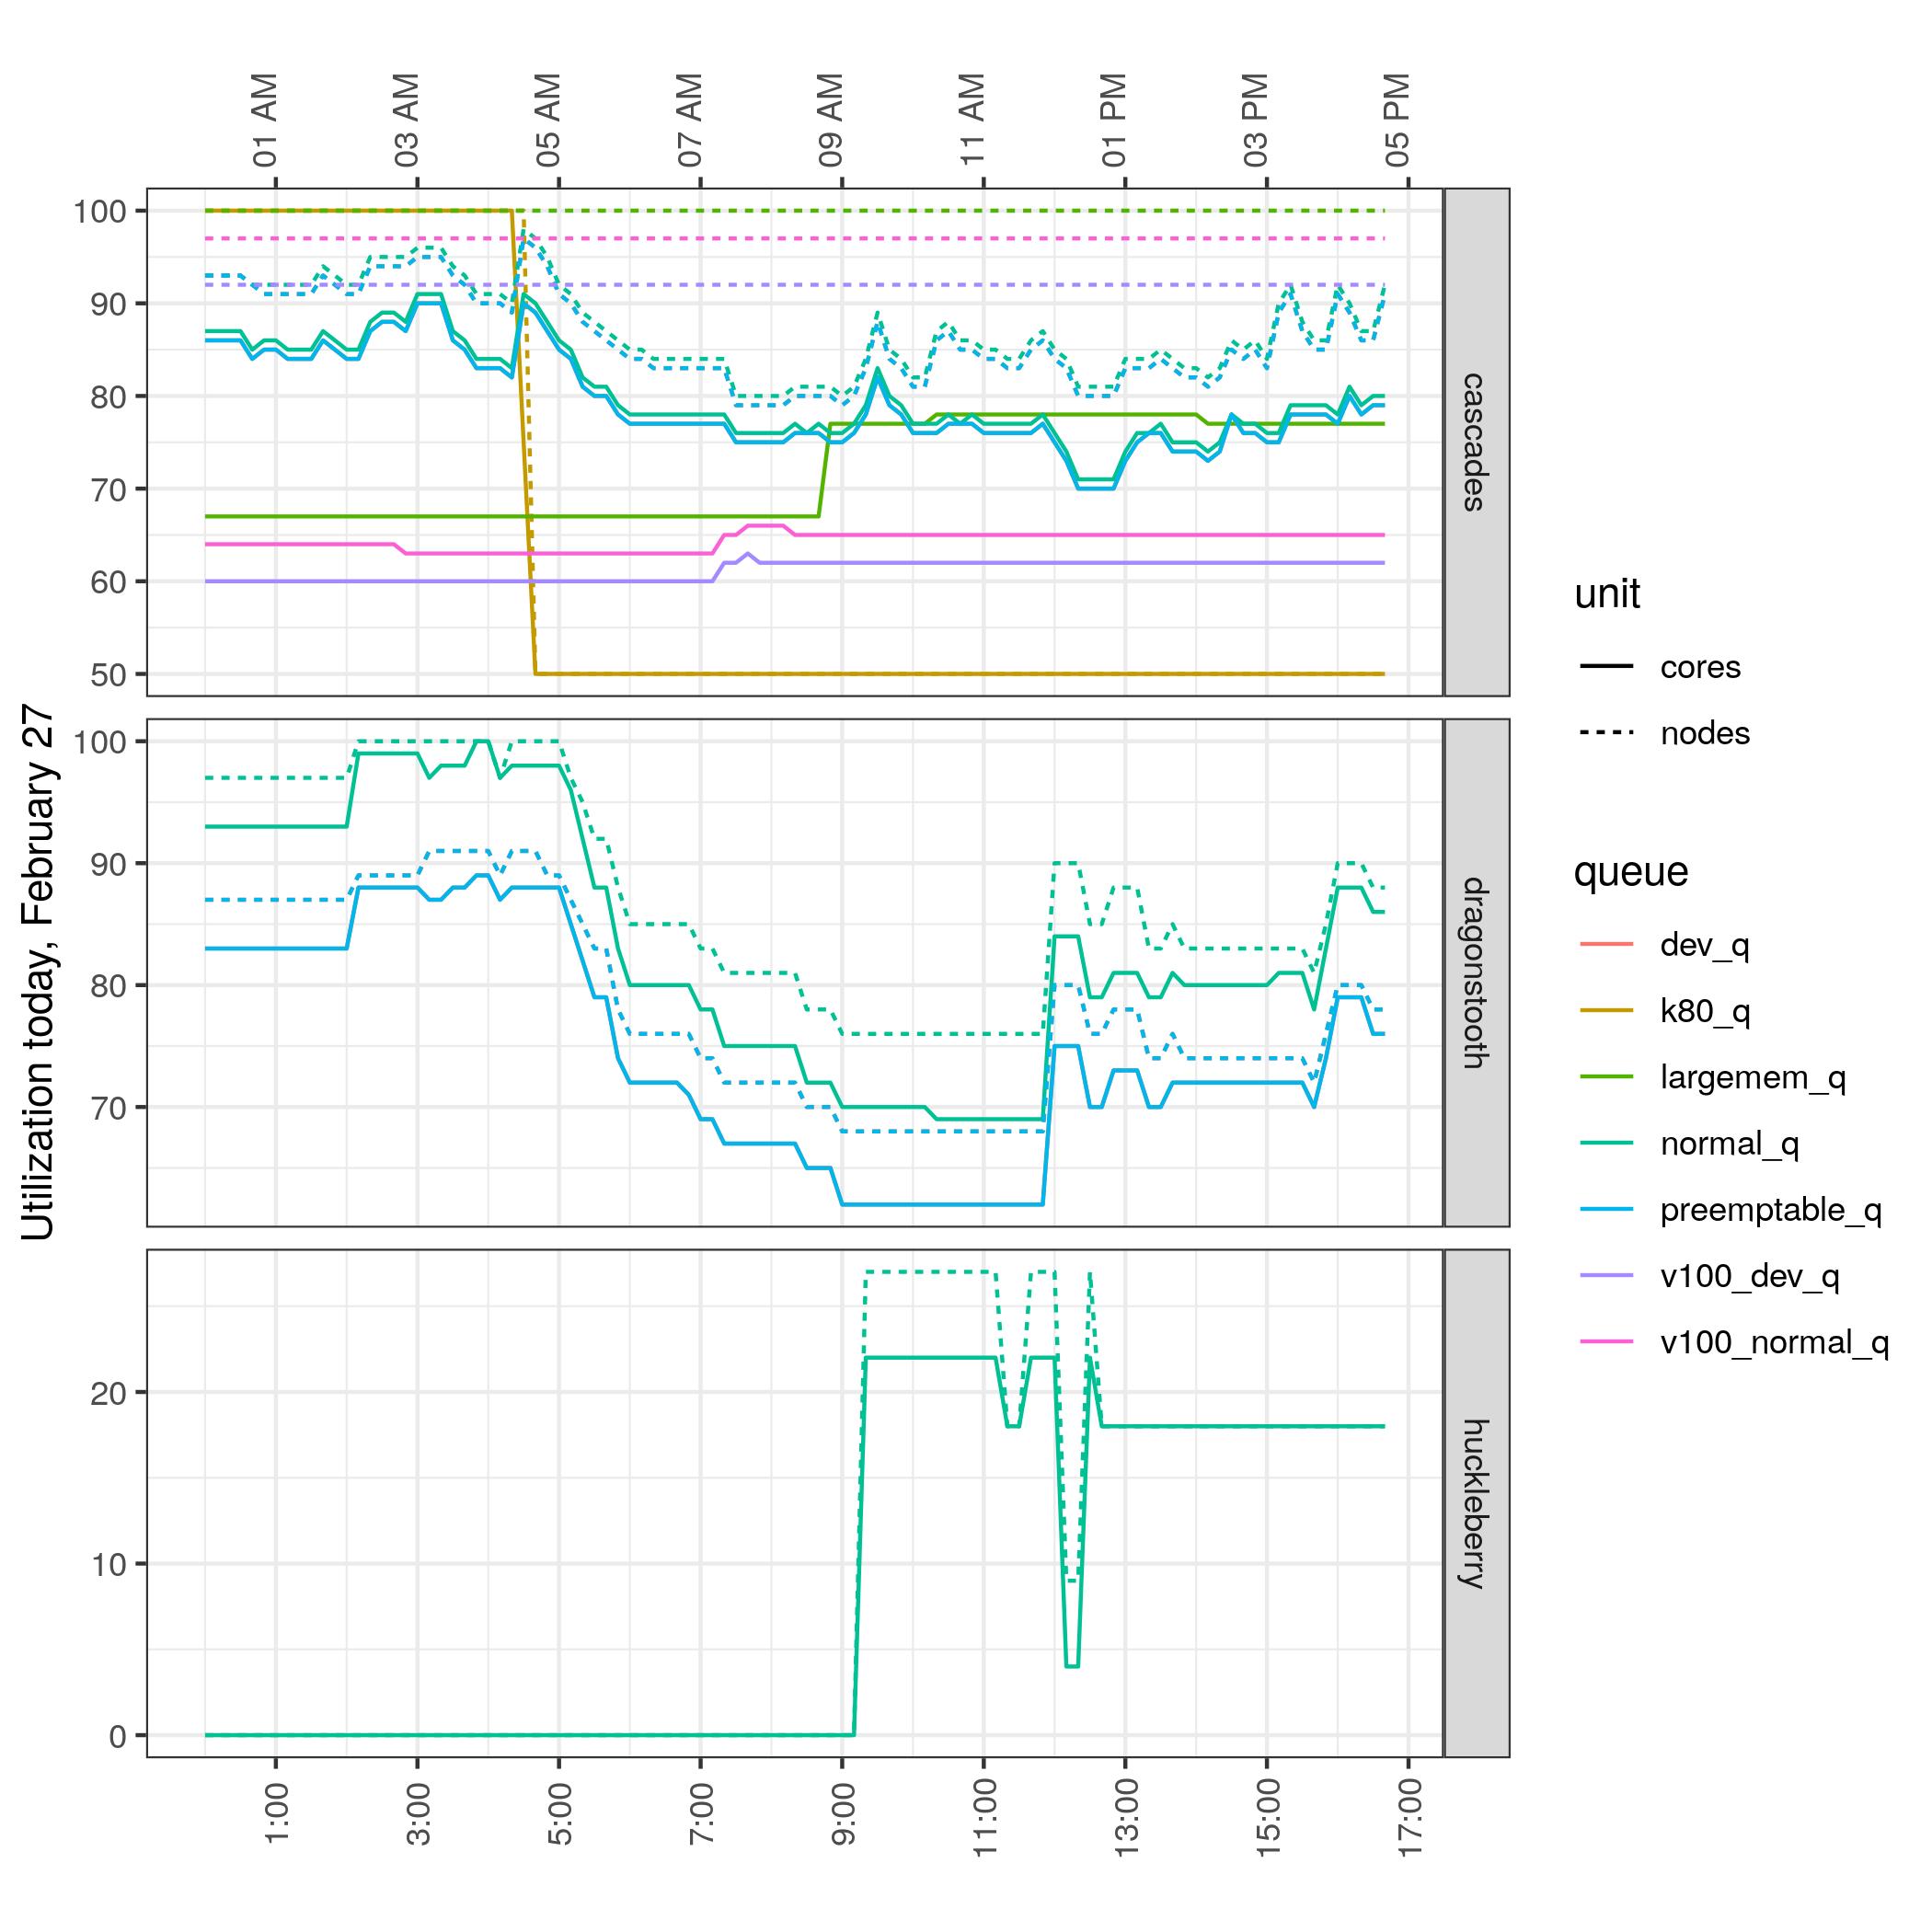 01 AM
03 AM
05 AM
07 AM
09 AM
11 AM
01 PM
03 PM
05 PM
Utilization today, February 27
100
90
80
70
60
50
cascades
100
90
80
70
dragonstooth
20
10
0
huckleberry
1:00
3:00
5:00
7:00
9:00
11:00
13:00
15:00
17:00
unit
cores
nodes
queue
dev_q
k80_q
largemem_q
normal_q
preemptable_q
v100_dev_q
v100_normal_q